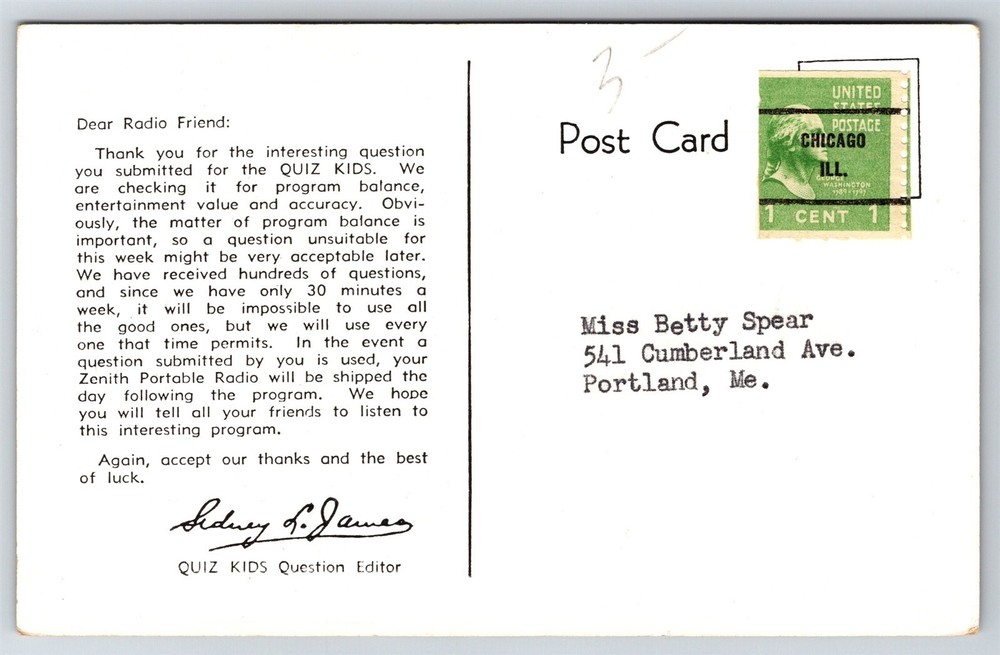 Dear Radio Friend:
Thank you for the interesting question
you submitted for the QUIZ KIDS. We
are checking it for program balance,
entertainment value and accuracy. Obvi-
ously, the matter of program balance is
important, so a question unsuitable for
this week might be very acceptable later.
We have received hundreds of questions,
and since we have only 30 minutes a
week, it will be impossible to use all
the good ones, but we will use every
one that time permits. In the event a
question submitted by you is used, your
Zenith Portable Radio will be shipped the
day following the program. We hope
you will tell all your friends to listen to
this interesting program.
Again, accept our thanks and the best
of luck.
Sidney L. James
QUIZ KIDS Question Editor
3-
Post Card
UNITED
STATES
POSTAGE
CHICAGO
ILL.
GEORGE
WASHINGTON
1789-1797
1 CENT 1
Miss Betty Spear
541 Cumberland Ave.
Portland, Me.